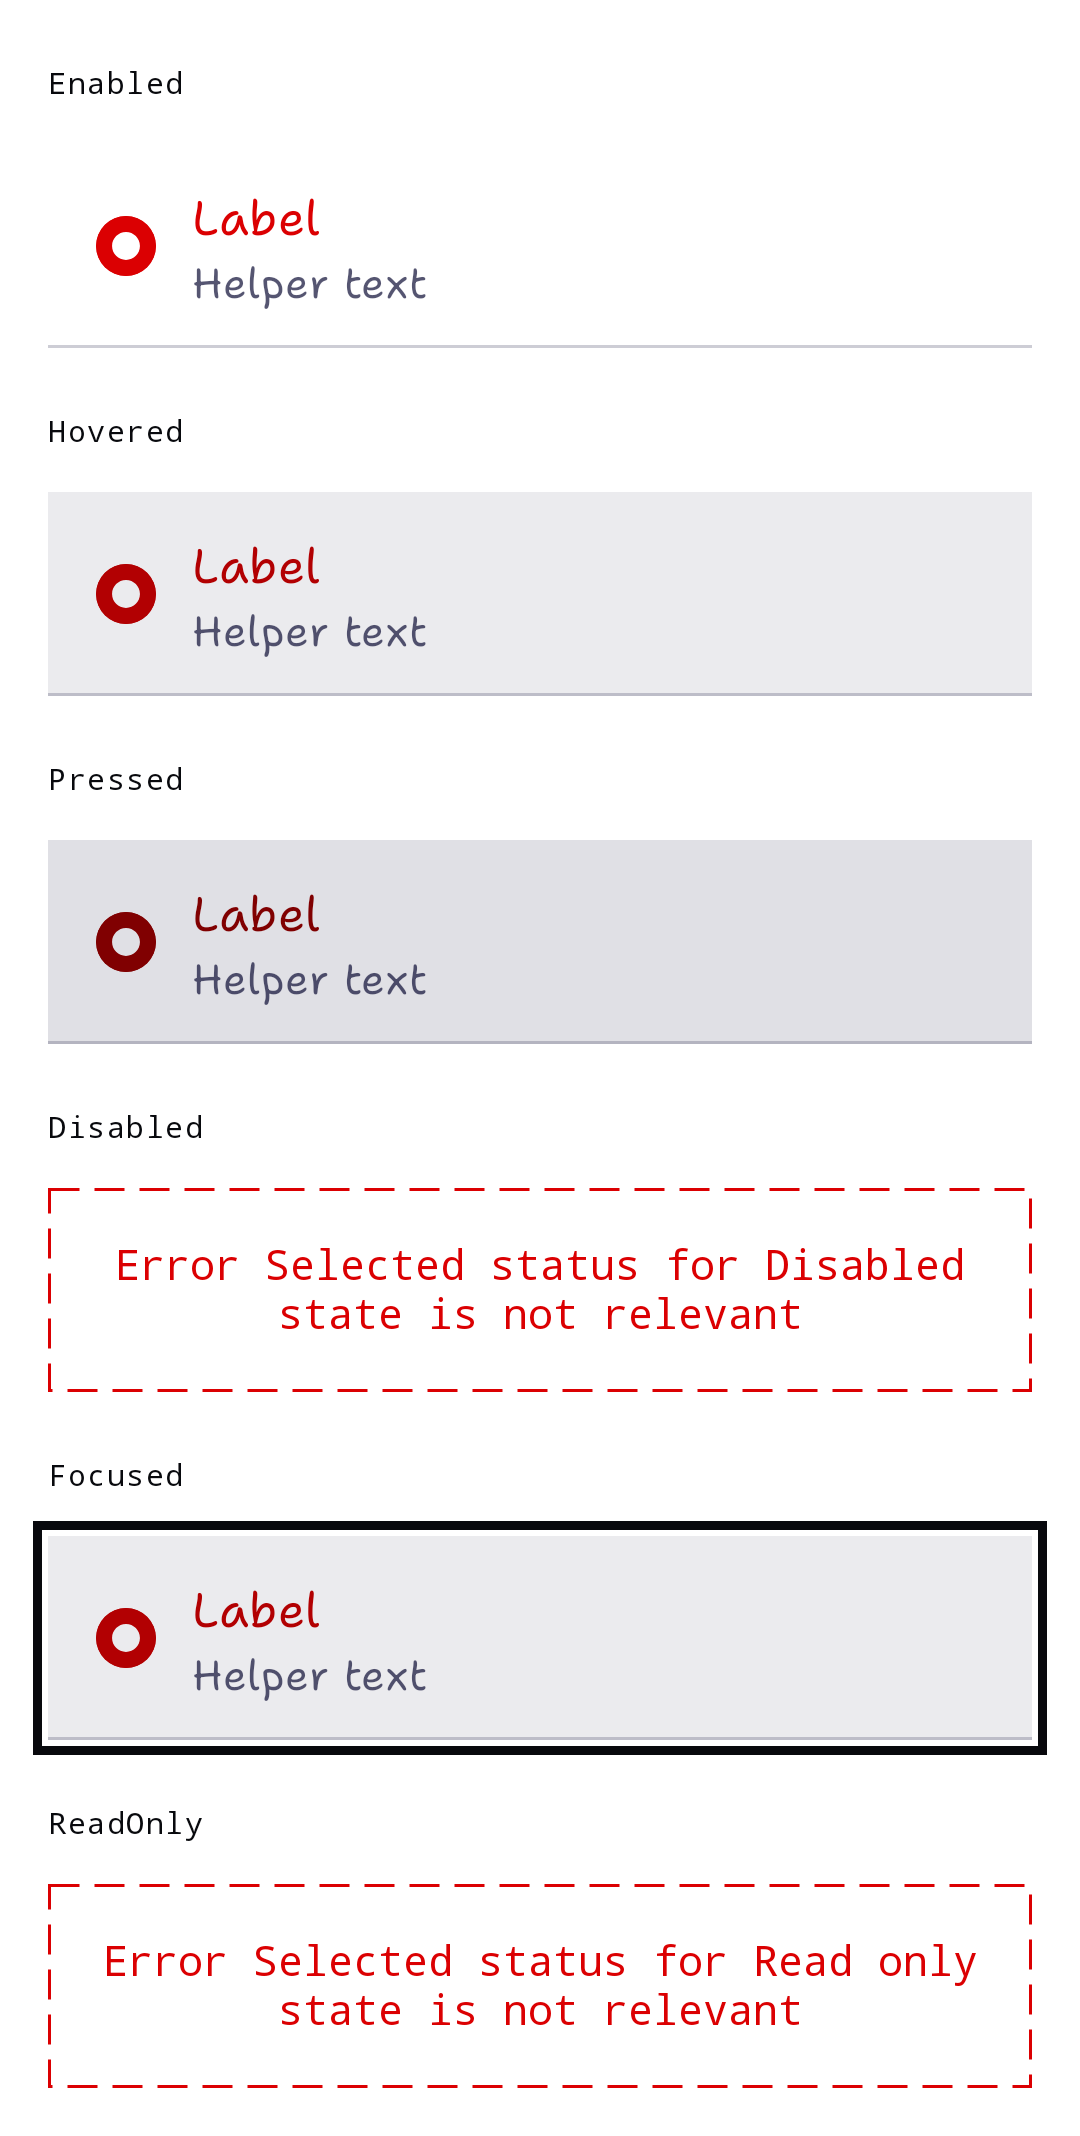 Enabled
Label
Helper text
Hovered
Label
Helper text
Pressed
Label
Helper text
Disabled
Error Selected status for Disabled
state is not relevant
Focused
Label
Helper text
ReadOnly
Error Selected status for Read only
state is not relevant